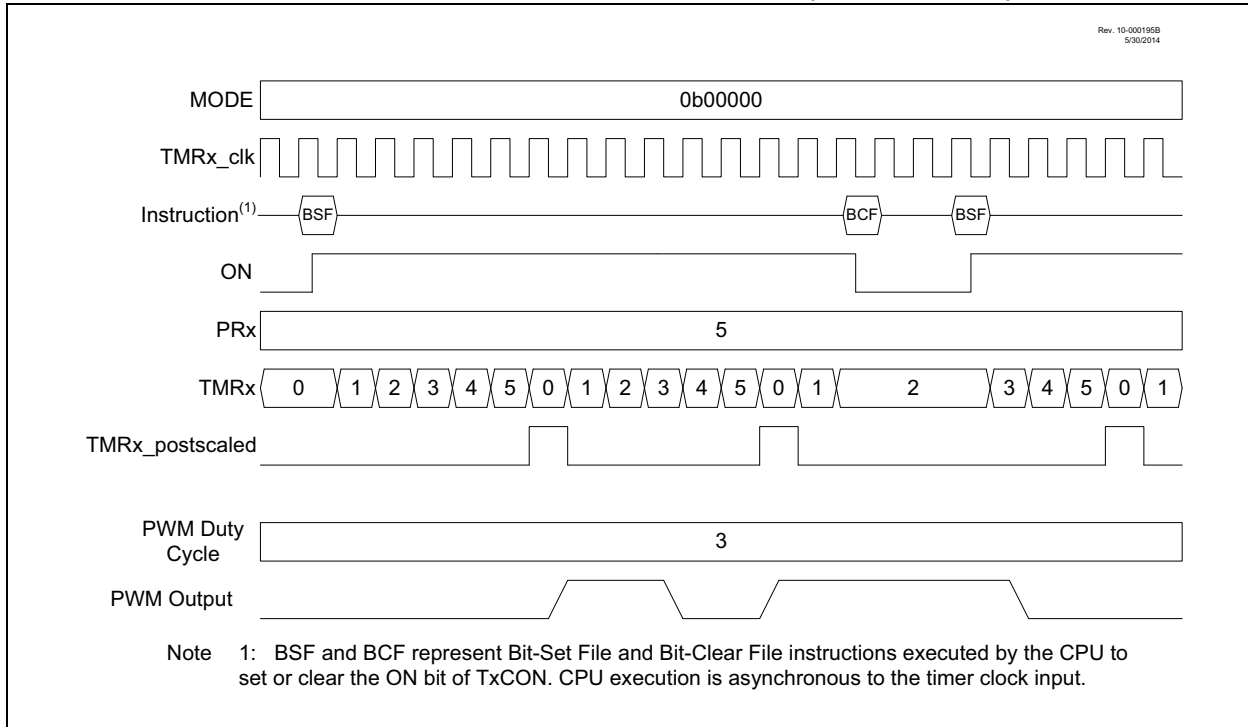 Rev. 10-000195B
5/30/2014
MODE 0b00000
TMRx_clk
Instruction(1) BSF BCF BSF
ON
PRx 5
TMRx 0 1 2 3 4 5 0 1 2 3 4 5 0 1 2 3 4 5 0 1
TMRx_postscaled
PWM Duty
Cycle 3
PWM Output
Note 1: BSF and BCF represent Bit-Set File and Bit-Clear File instructions executed by the CPU to
set or clear the ON bit of TxCON. CPU execution is asynchronous to the timer clock input.